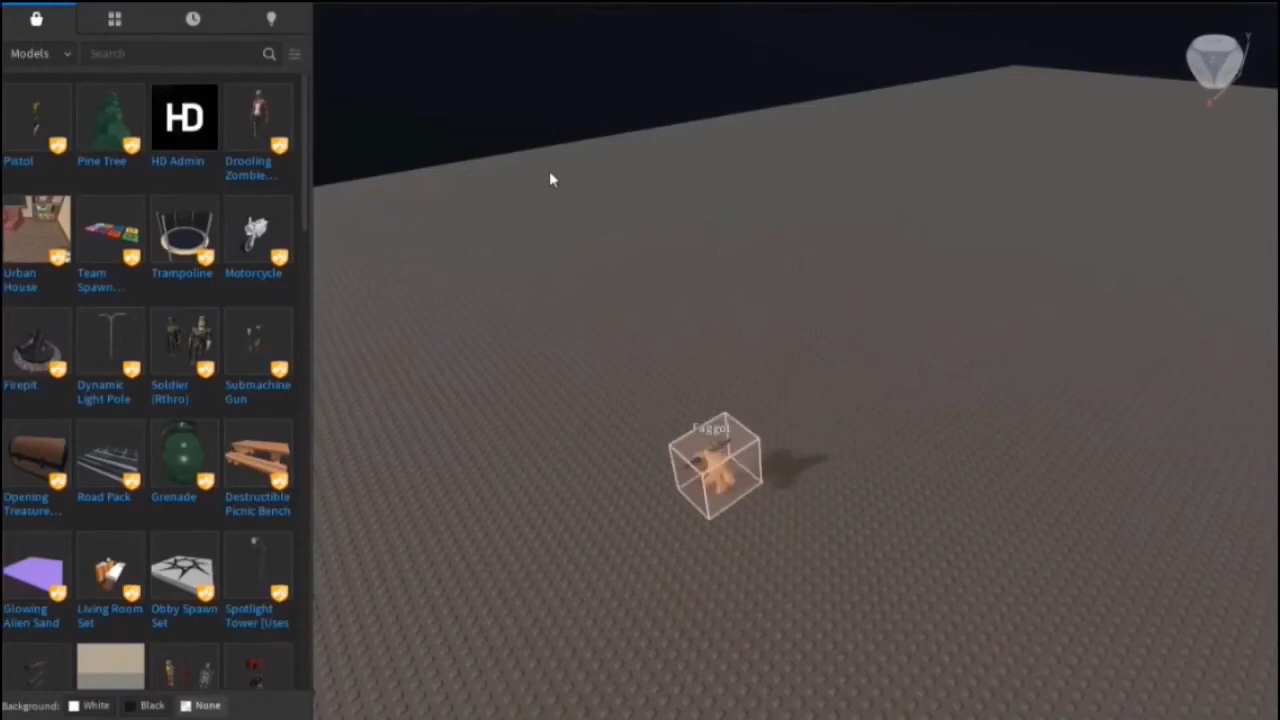 Models
Search
Pistol
Pine Tree
HD
HD Admin
Drooling
Zombie...
Urban
House
Team
Spawn...
Trampoline
Motorcycle
Firepit
Dynamic
Light Pole
Soldier
(Rthro)
Submachine
Gun
Faggot
Opening
Treasure...
Road Pack
Grenade
Destructible
Picnic Bench
Glowing
Alien Sand
Living Room
Set
Obby Spawn
Set
Spotlight
Tower [Uses
Background:
White
Black
None